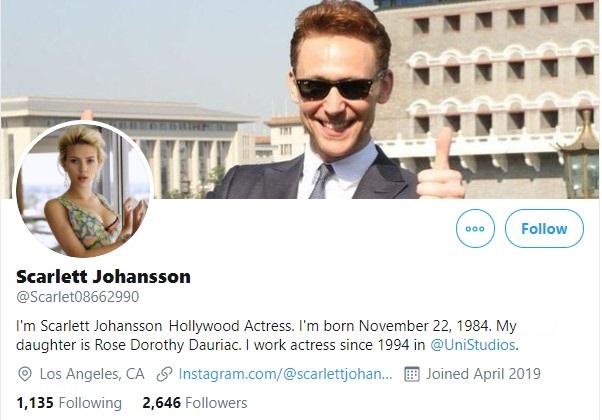 Follow
Scarlett Johansson
@Scarlet08662990
I'm Scarlett Johansson Hollywood Actress. I'm born November 22, 1984. My
daughter is Rose Dorothy Dauriac. I work actress since 1994 in @UniStudios.
Los Angeles, CA Instagram.com/@scarlettjohan... Joined April 2019
1,135 Following 2,646 Followers